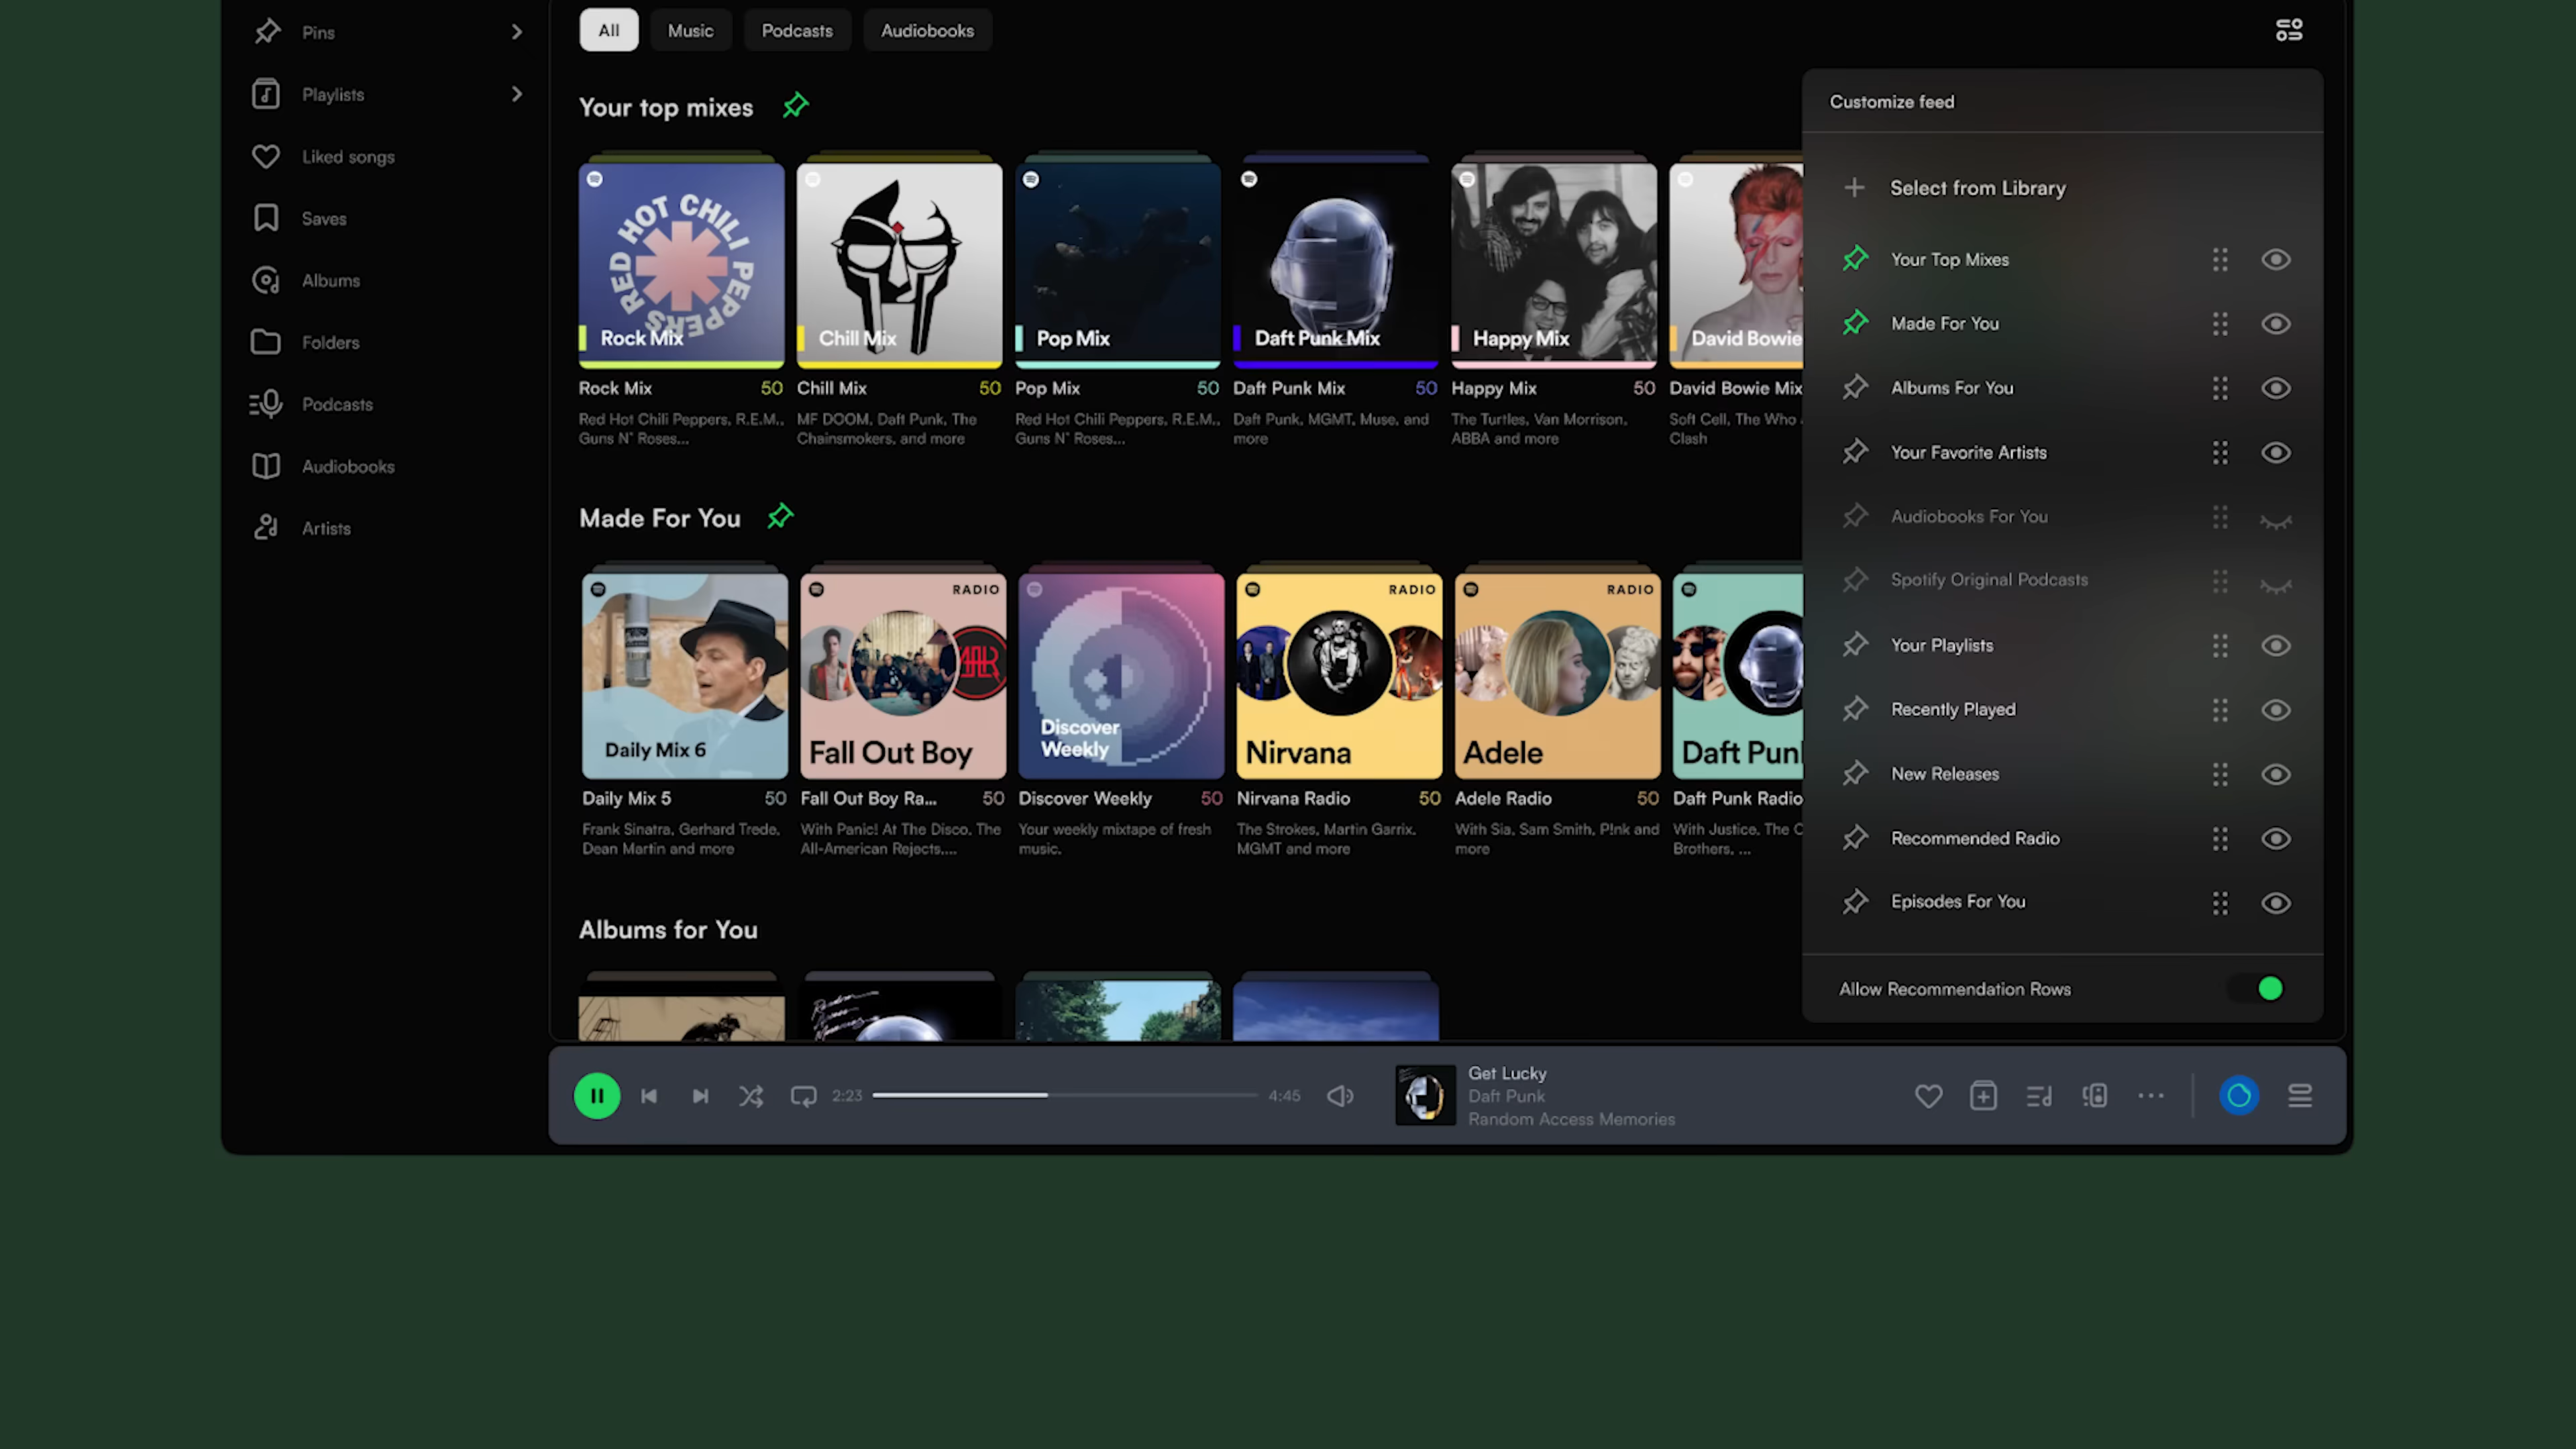 Pins
Playlists
Liked songs
Saves
Albums
Folders
Podcasts
Audiobooks
Artists
All
Music
Podcasts
Audiobooks
Your top mixes
RED HOT CHILI PEPPERS
Rock Mix
Chill Mix
Pop Mix
Daft Punk Mix
Happy Mix
David Bowie
Rock Mix 50
Red Hot Chili Peppers, R.E.M.,
Guns N' Roses...
Chill Mix 50
MF DOOM, Daft Punk, The
Chainsmokers, and more
Pop Mix 50
Red Hot Chili Peppers, R.E.M.,
Guns N' Roses...
Daft Punk Mix 50
Daft Punk, MGMT, Muse, and
more
Happy Mix 50
The Turtles, Van Morrison,
ABBA and more
David Bowie Mix
Soft Cell, The Who
Clash
Made For You
Daily Mix 6
RADIO
Fall Out Boy
Discover
Weekly
RADIO
Nirvana
RADIO
Adele
Daft Pun
Daily Mix 5 50
Frank Sinatra, Gerhard Trede,
Dean Martin and more
Fall Out Boy Ra... 50
With Panic! At The Disco, The
All-American Rejects,...
Discover Weekly 50
Your weekly mixtape of fresh
music.
Nirvana Radio 50
The Strokes, Martin Garrix,
MGMT and more
Adele Radio 50
With Sia, Sam Smith, P!nk and
more
Daft Punk Radio
With Justice, The C
Brothers, ...
Albums for You
Customize feed
Select from Library
Your Top Mixes
Made For You
Albums For You
Your Favorite Artists
Audiobooks For You
Spotify Original Podcasts
Your Playlists
Recently Played
New Releases
Recommended Radio
Episodes For You
Allow Recommendation Rows
2:23
4:45
Get Lucky
Daft Punk
Random Access Memories